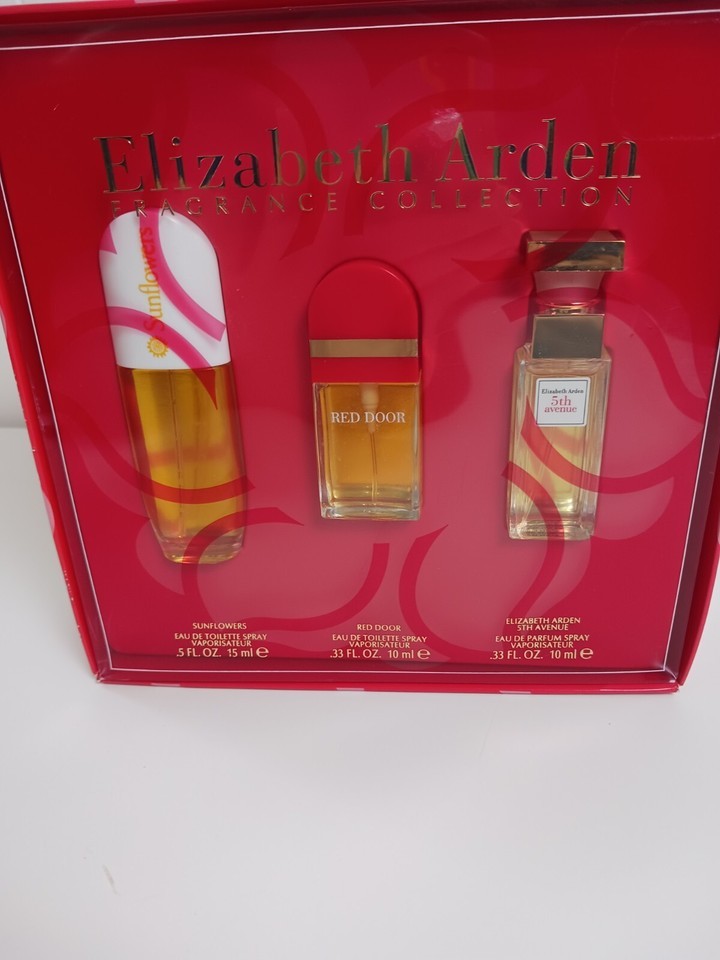 Elizabeth Arden
FRAGRANCE COLLECTION
Sunflowers
RED DOOR
Elizabeth Arden
5th
avenue
SUNFLOWERS
EAU DE TOILETTE SPRAY
VAPORISATEUR
.5 FL. OZ. 15 ml e
RED DOOR
EAU DE TOILETTE SPRAY
VAPORISATEUR
.33 FL. OZ. 10 ml e
ELIZABETH ARDEN
5TH AVENUE
EAU DE PARFUM SPRAY
VAPORISATEUR
.33 FL. OZ. 10 ml e